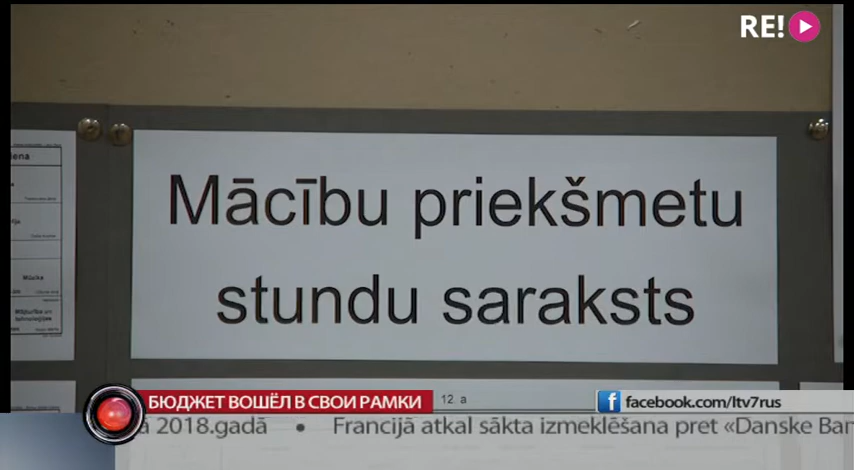 RE!
Mācību priekšmetu
stundu saraksts
Mūzika
12. a
БЮДЖЕТ ВОШЁЛ В СВОИ РАМКИ
facebook.com/ltv7rus
2018.gadā • Francijā atkal sākta izmeklēšana pret «Danske Ban